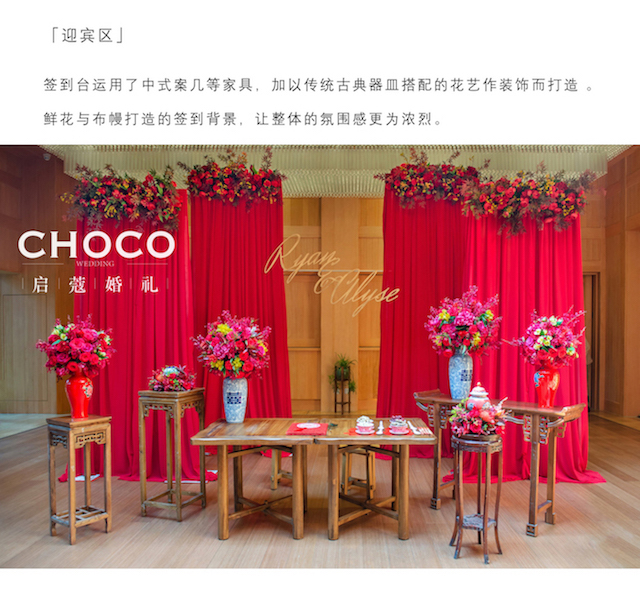 「迎宾区」
签到台运用了中式案几等家具，加以传统古典器皿搭配的花艺作装饰而打造 。
鲜花与布幔打造的签到背景，让整体的氛围感更为浓烈。
CHOCO
WEDDING
启蔻婚礼
Ryan
& Alyse